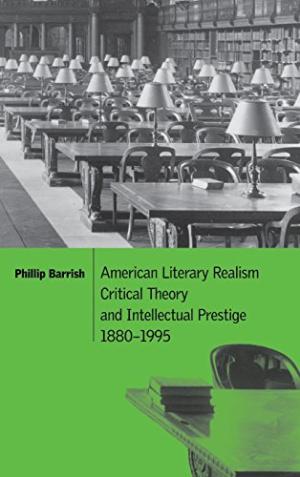 Phillip Barrish
American Literary Realism
Critical Theory
and Intellectual Prestige
1880–1995